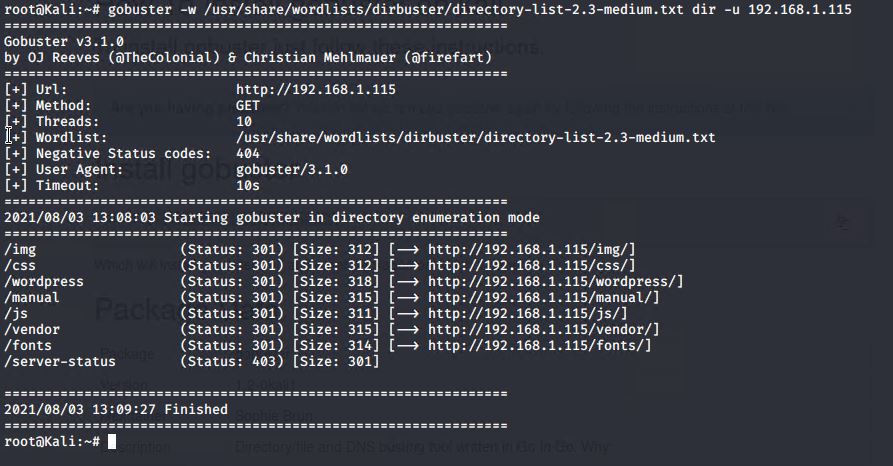 root@Kali:~# gobuster -w /usr/share/wordlists/dirbuster/directory-list-2.3-medium.txt dir -u 192.168.1.115
===============================================================
Gobuster v3.1.0
by OJ Reeves (@TheColonial) & Christian Mehlmauer (@firefart)
===============================================================
[+] Url:                     http://192.168.1.115
[+] Method:                  GET
[+] Threads:                 10
[+] Wordlist:                /usr/share/wordlists/dirbuster/directory-list-2.3-medium.txt
[+] Negative Status codes:   404
[+] User Agent:              gobuster/3.1.0
[+] Timeout:                 10s
===============================================================
2021/08/03 13:08:03 Starting gobuster in directory enumeration mode
===============================================================
/img                  (Status: 301) [Size: 312] [--> http://192.168.1.115/img/]
/css                  (Status: 301) [Size: 312] [--> http://192.168.1.115/css/]
/wordpress            (Status: 301) [Size: 318] [--> http://192.168.1.115/wordpress/]
/manual               (Status: 301) [Size: 315] [--> http://192.168.1.115/manual/]
/js                   (Status: 301) [Size: 311] [--> http://192.168.1.115/js/]
/vendor               (Status: 301) [Size: 315] [--> http://192.168.1.115/vendor/]
/fonts                (Status: 301) [Size: 314] [--> http://192.168.1.115/fonts/]
/server-status        (Status: 403) [Size: 301]
===============================================================
2021/08/03 13:09:27 Finished
===============================================================
root@Kali:~#